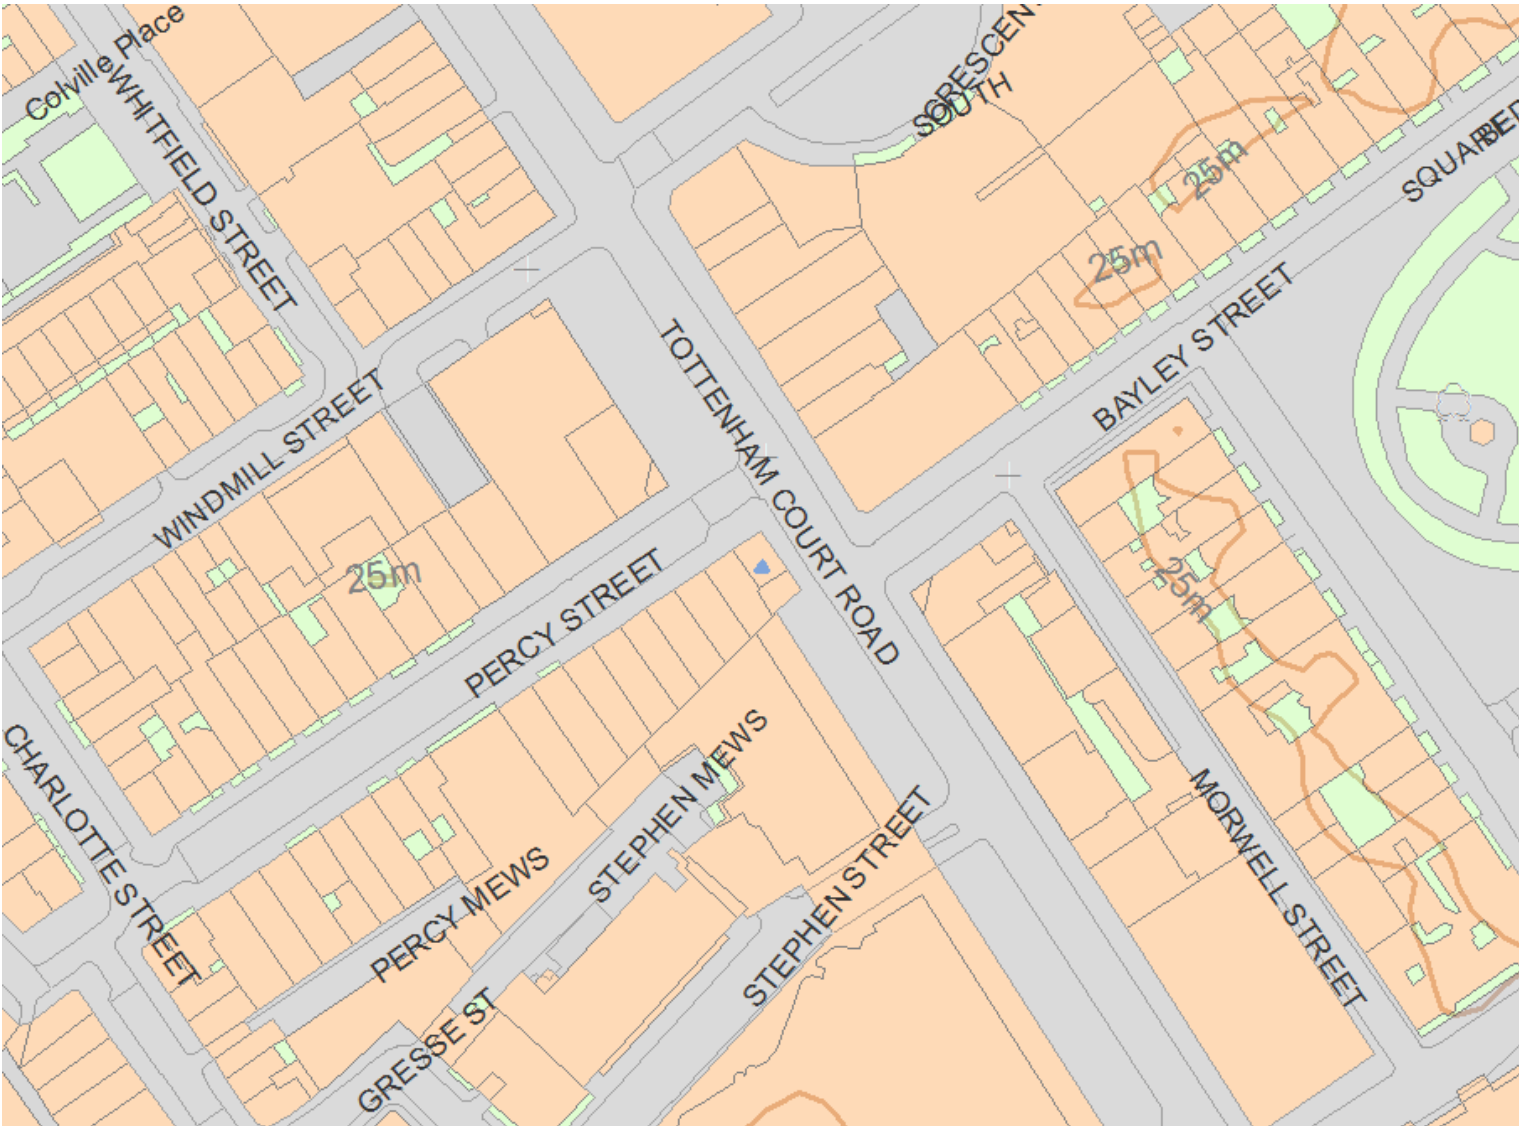 Colville Place
WHITFIELD STREET
CRESCENT
SOUTH
SQUARE
25m
25m
BAYLEY STREET
TOTTENHAM COURT ROAD
WINDMILL STREET
25m
25m
PERCY STREET
CHARLOTTE STREET
STEPHEN MEWS
MORWELL STREET
PERCY MEWS
STEPHEN STREET
GRESSE ST